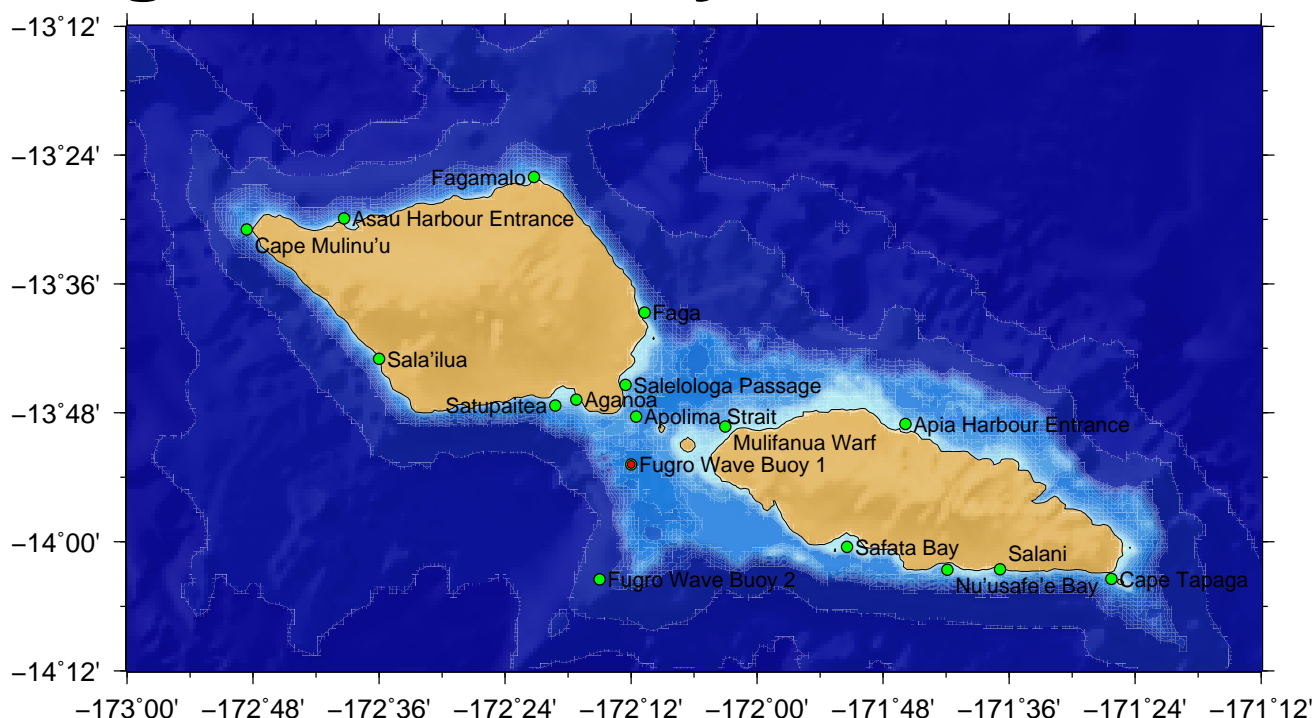 −13˚12'
−13˚24'
Fagamalo
Asau Harbour Entrance
Cape Mulinu'u
−13˚36'
Faga
Sala'ilua
Salelologa Passage
−13˚48'
Satupaitea
Aganoa
Apolima Strait
Apia Harbour Entrance
Mulifanua Warf
Fugro Wave Buoy 1
−14˚00'
Safata Bay
Salani
Fugro Wave Buoy 2
Nu'usafe'e Bay
Cape Tapaga
−14˚12'
−173˚00' −172˚48' −172˚36' −172˚24' −172˚12' −172˚00' −171˚48' −171˚36' −171˚24' −171˚12'